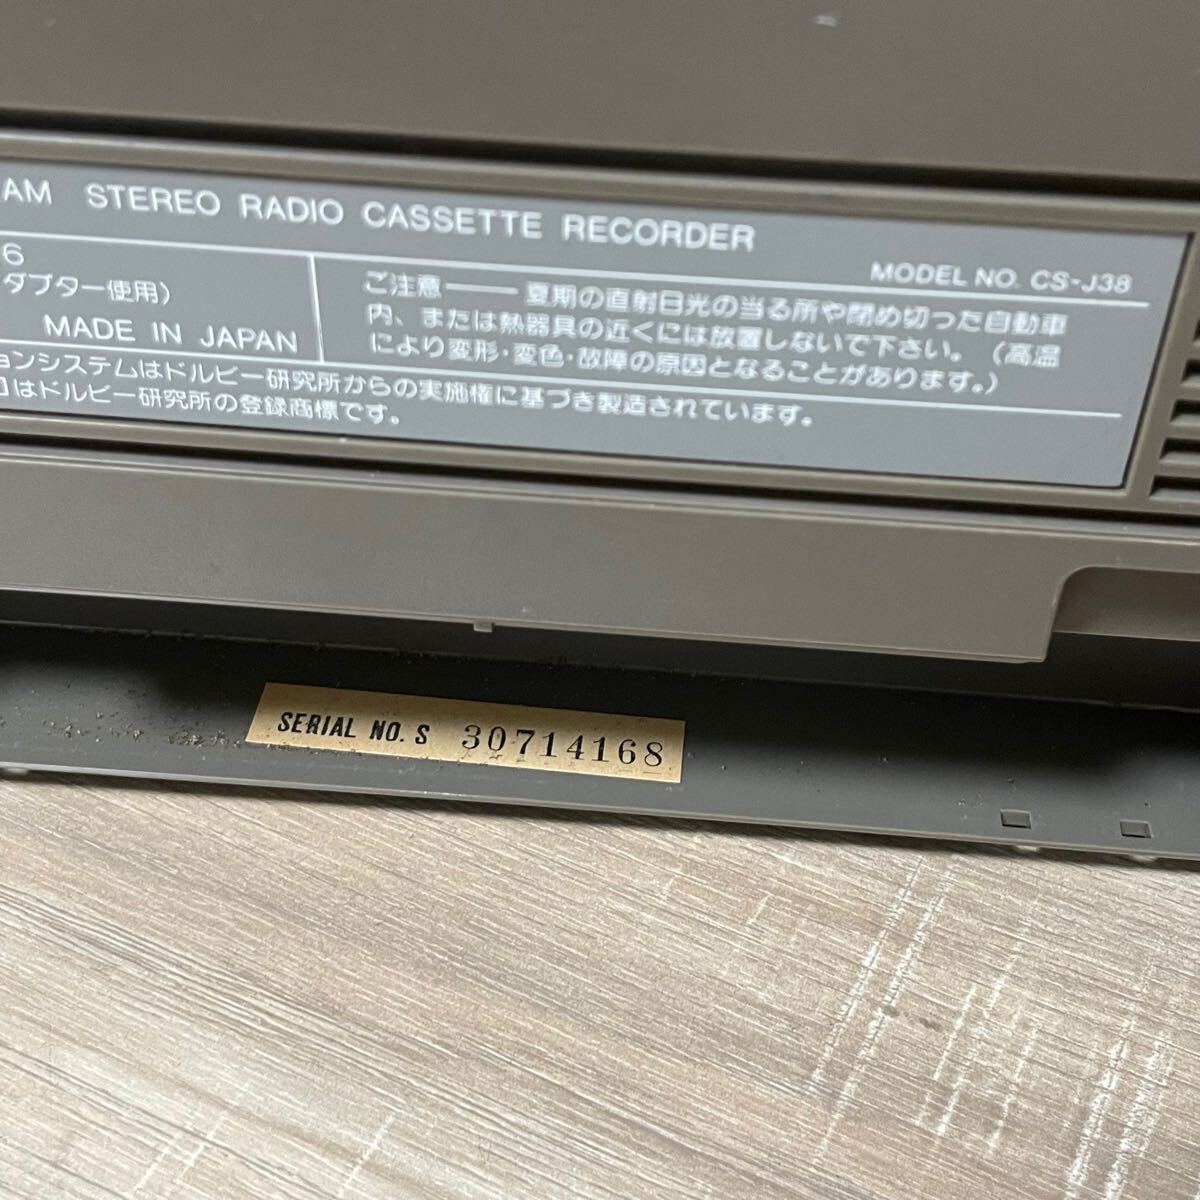 AM STEREO RADIO CASSETTE RECORDER
MODEL NO. CS-J38
6
ダプター使用)
MADE IN JAPAN
ご注意── 夏期の直射日光の当る所や閉め切った自動車
内、または熱器具の近くには放置しないで下さい。(高温
により変形・変色・故障の原因となることがあります。)
ョンシステムはドルビー研究所からの実施権に基づき製造されています。
はドルビー研究所の登録商標です。
SERIAL NO. S 30714168